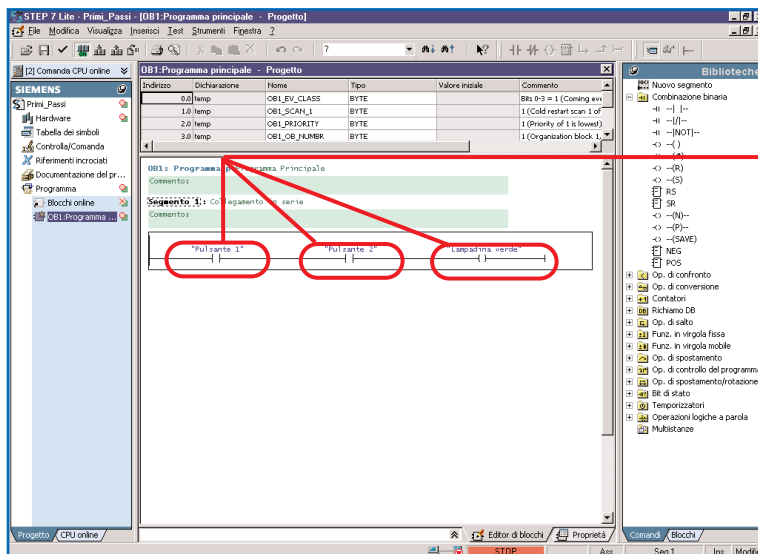 STEP 7 Lite - Primi_Passi - [OB1:Programma principale - Progetto]
File Modifica Visualizza Inserisci Test Strumenti Finestra ?
?
[2] Comanda CPU online
SIEMENS
Primi_Passi
Hardware
Tabella dei simboli
Controlla/Comanda
Riferimenti incrociati
Documentazione del pr...
Programma
Blocchi online
OB1:Programma ...
Progetto CPU online
OB1:Programma principale - Progetto
Indirizzo Dichiarazione Nome Tipo Valore iniziale Commento
0.0 temp OB1_EV_CLASS BYTE Bits 0-3 = 1 (Coming eve
1.0 temp OB1_SCAN_1 BYTE 1 (Cold restart scan 1 of
2.0 temp OB1_PRIORITY BYTE 1 (Priority of 1 is lowest)
3.0 temp OB1_OB_NUMBR BYTE 1 (Organization block 1,
OB1: Programma Programma Principale
Commento:
Segmento 1: Collegamento in serie
Commento:
"Pulsante 1" "Pulsante 2" "Lampadina verde"
Editor di blocchi Proprietà
Biblioteche
Nuovo segmento
Combinazione binaria
--| |--
--|/|--
--|NOT|--
--( )
--(R)
--(S)
RS
SR
--(N)--
--(P)--
--(SAVE)
NEG
POS
Op. di confronto
Op. di conversione
Contatori
Richiamo DB
Op. di salto
Funz. in virgola fissa
Funz. in virgola mobile
Op. di spostamento
Op. di controllo del programma
Op. di spostamento/rotazione
Bit di stato
Temporizzatori
Operazioni logiche a parola
Multiistanze
Comandi Blocchi
STOP Ass Seg 1 Ins Modific